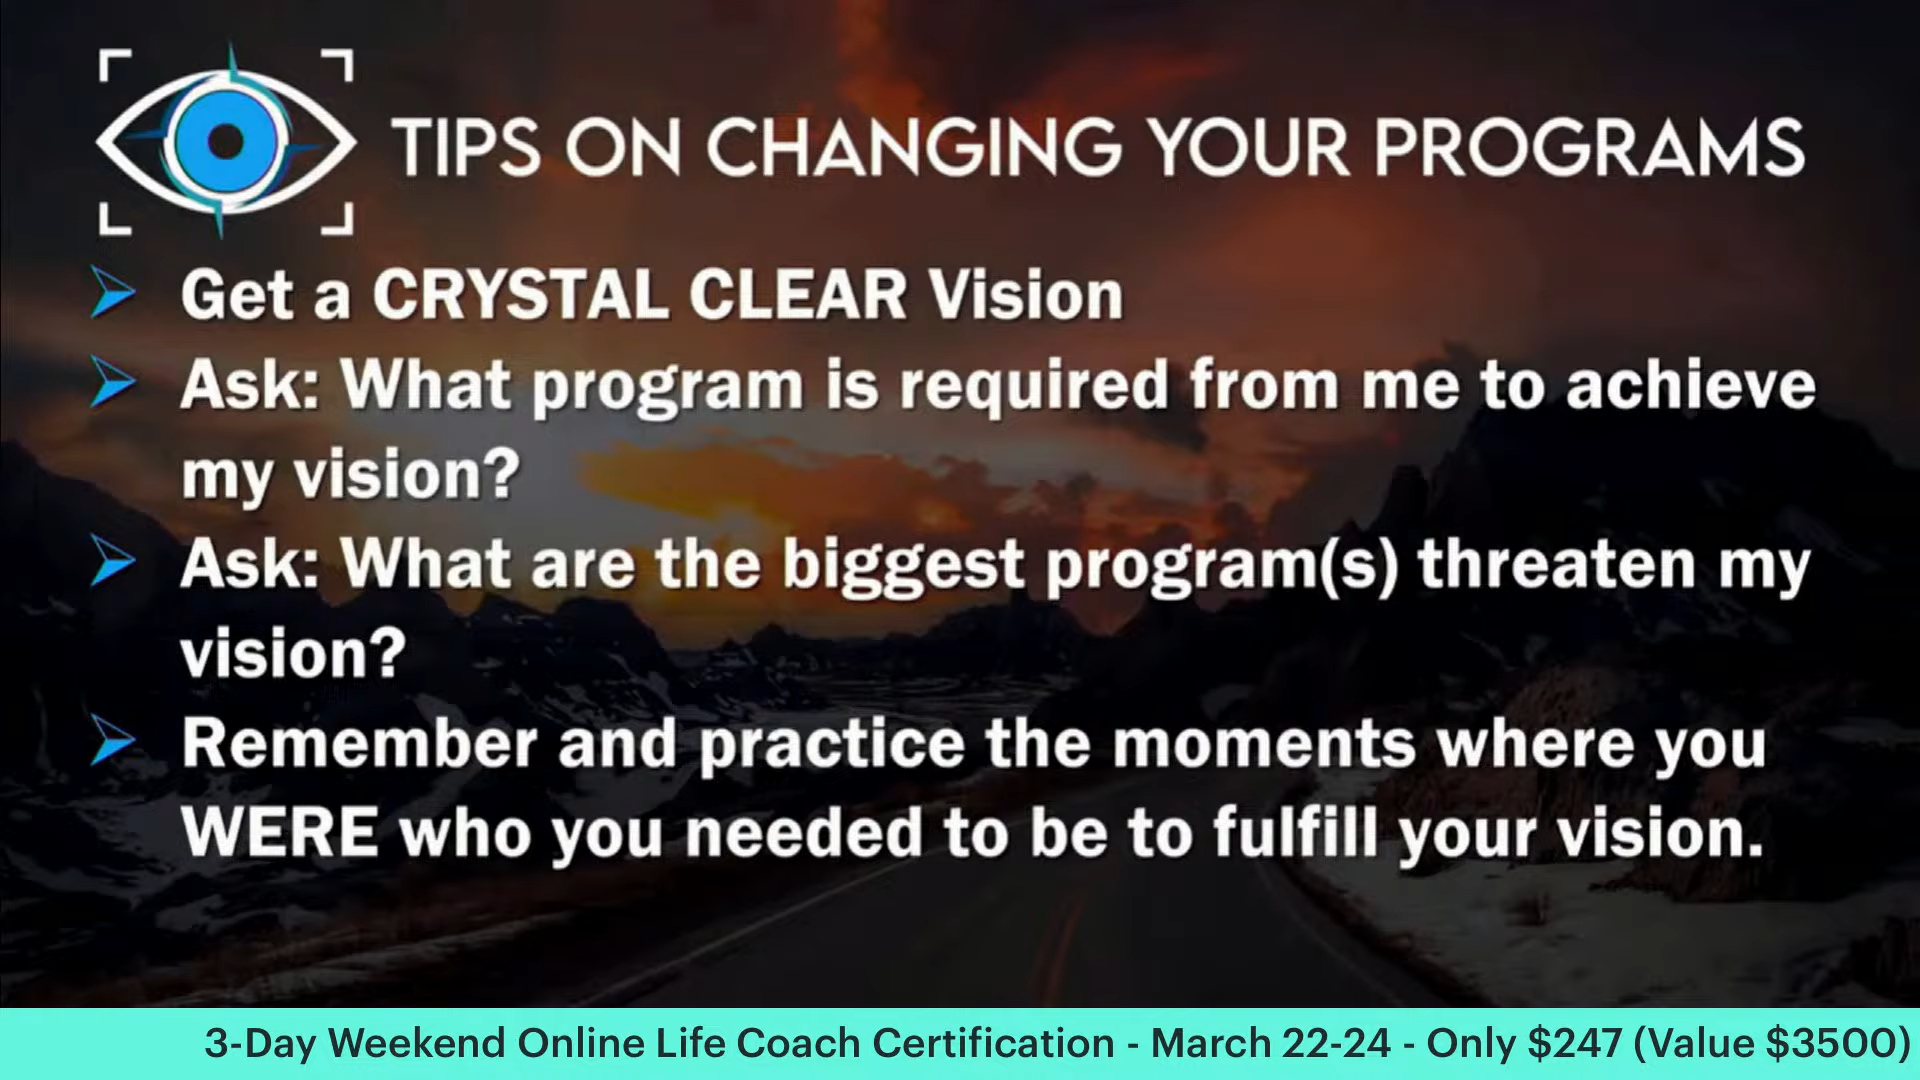 TIPS ON CHANGING YOUR PROGRAMS
Get a CRYSTAL CLEAR Vision
Ask: What program is required from me to achieve
my vision?
Ask: What are the biggest program(s) threaten my
vision?
Remember and practice the moments where you
WERE who you needed to be to fulfill your vision.
3-Day Weekend Online Life Coach Certification - March 22-24 - Only $247 (Value $3500)